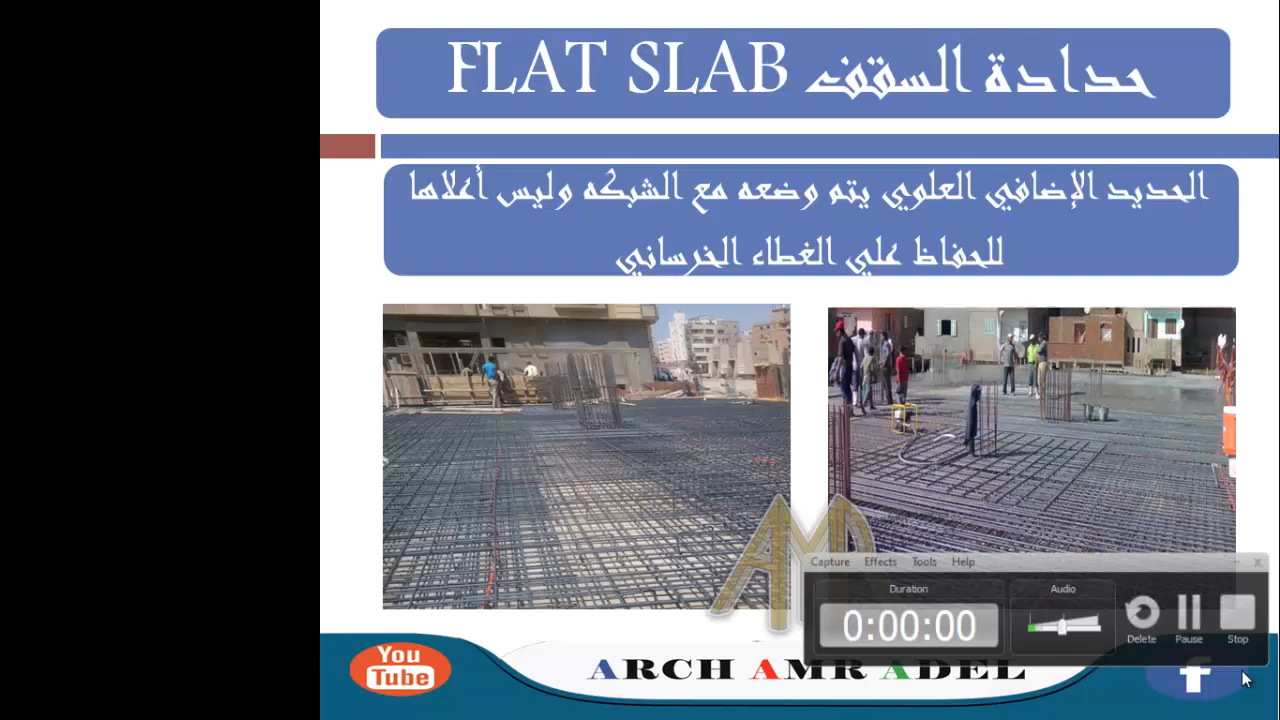 حدادة السقف FLAT SLAB
الحديد الإضافي العلوي يتم وضعه مع الشبكه وليس أعلاها
للحفاظ علي الغطاء الخرساني
AMR
Capture Effects Tools Help
Duration
Audio
0:00:00
Delete Pause Stop
You
Tube
ARCH AMR ADEL
f